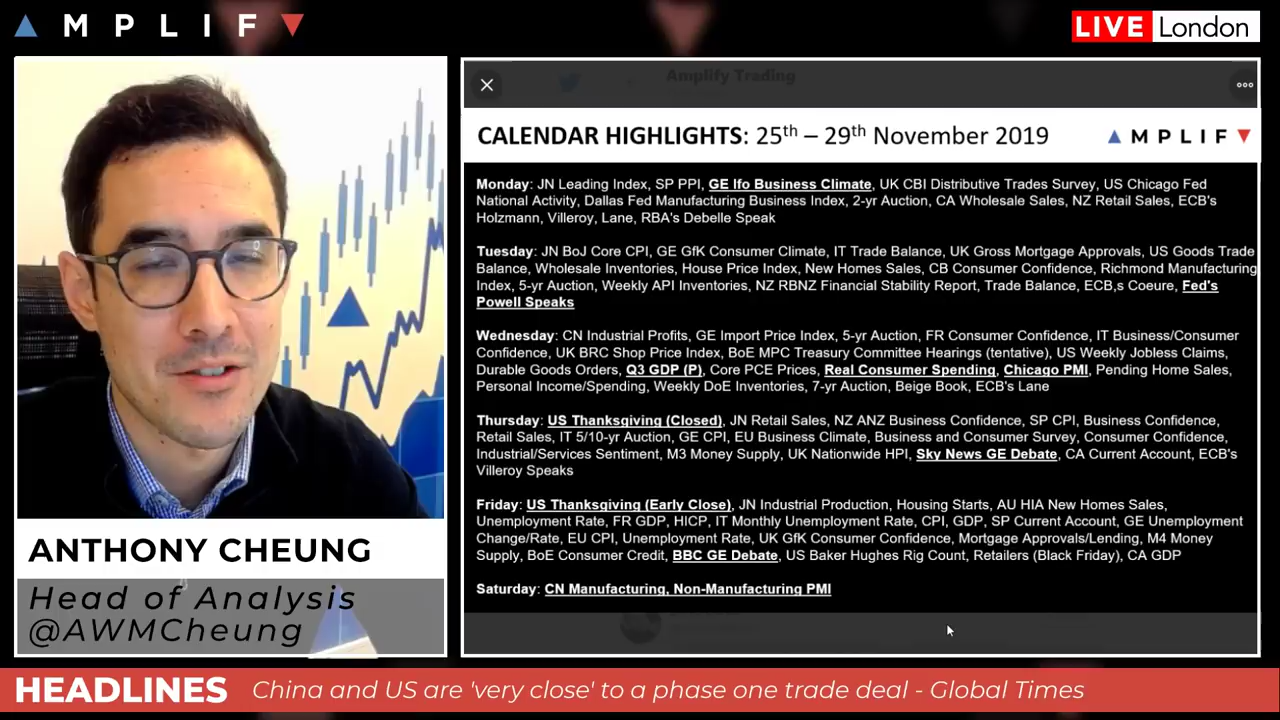 AMPLIFY
LIVE London
Amplify Trading
CALENDAR HIGHLIGHTS: 25th – 29th November 2019
AMPLIFY
Monday: JN Leading Index, SP PPI, GE Ifo Business Climate, UK CBI Distributive Trades Survey, US Chicago Fed
National Activity, Dallas Fed Manufacturing Business Index, 2-yr Auction, CA Wholesale Sales, NZ Retail Sales, ECB's
Holzmann, Villeroy, Lane, RBA's Debelle Speak
Tuesday: JN BoJ Core CPI, GE GfK Consumer Climate, IT Trade Balance, UK Gross Mortgage Approvals, US Goods Trade
Balance, Wholesale Inventories, House Price Index, New Homes Sales, CB Consumer Confidence, Richmond Manufacturing
Index, 5-yr Auction, Weekly API Inventories, NZ RBNZ Financial Stability Report, Trade Balance, ECB,s Coeure, Fed's
Powell Speaks
Wednesday: CN Industrial Profits, GE Import Price Index, 5-yr Auction, FR Consumer Confidence, IT Business/Consumer
Confidence, UK BRC Shop Price Index, BoE MPC Treasury Committee Hearings (tentative), US Weekly Jobless Claims,
Durable Goods Orders, Q3 GDP (P), Core PCE Prices, Real Consumer Spending, Chicago PMI, Pending Home Sales,
Personal Income/Spending, Weekly DoE Inventories, 7-yr Auction, Beige Book, ECB's Lane
Thursday: US Thanksgiving (Closed), JN Retail Sales, NZ ANZ Business Confidence, SP CPI, Business Confidence,
Retail Sales, IT 5/10-yr Auction, GE CPI, EU Business Climate, Business and Consumer Survey, Consumer Confidence,
Industrial/Services Sentiment, M3 Money Supply, UK Nationwide HPI, Sky News GE Debate, CA Current Account, ECB's
Villeroy Speaks
Friday: US Thanksgiving (Early Close), JN Industrial Production, Housing Starts, AU HIA New Homes Sales,
Unemployment Rate, FR GDP, HICP, IT Monthly Unemployment Rate, CPI, GDP, SP Current Account, GE Unemployment
Change/Rate, EU CPI, Unemployment Rate, UK GfK Consumer Confidence, Mortgage Approvals/Lending, M4 Money
Supply, BoE Consumer Credit, BBC GE Debate, US Baker Hughes Rig Count, Retailers (Black Friday), CA GDP
Saturday: CN Manufacturing, Non-Manufacturing PMI
ANTHONY CHEUNG
Head of Analysis
@AWMCheung
HEADLINES China and US are 'very close' to a phase one trade deal - Global Times